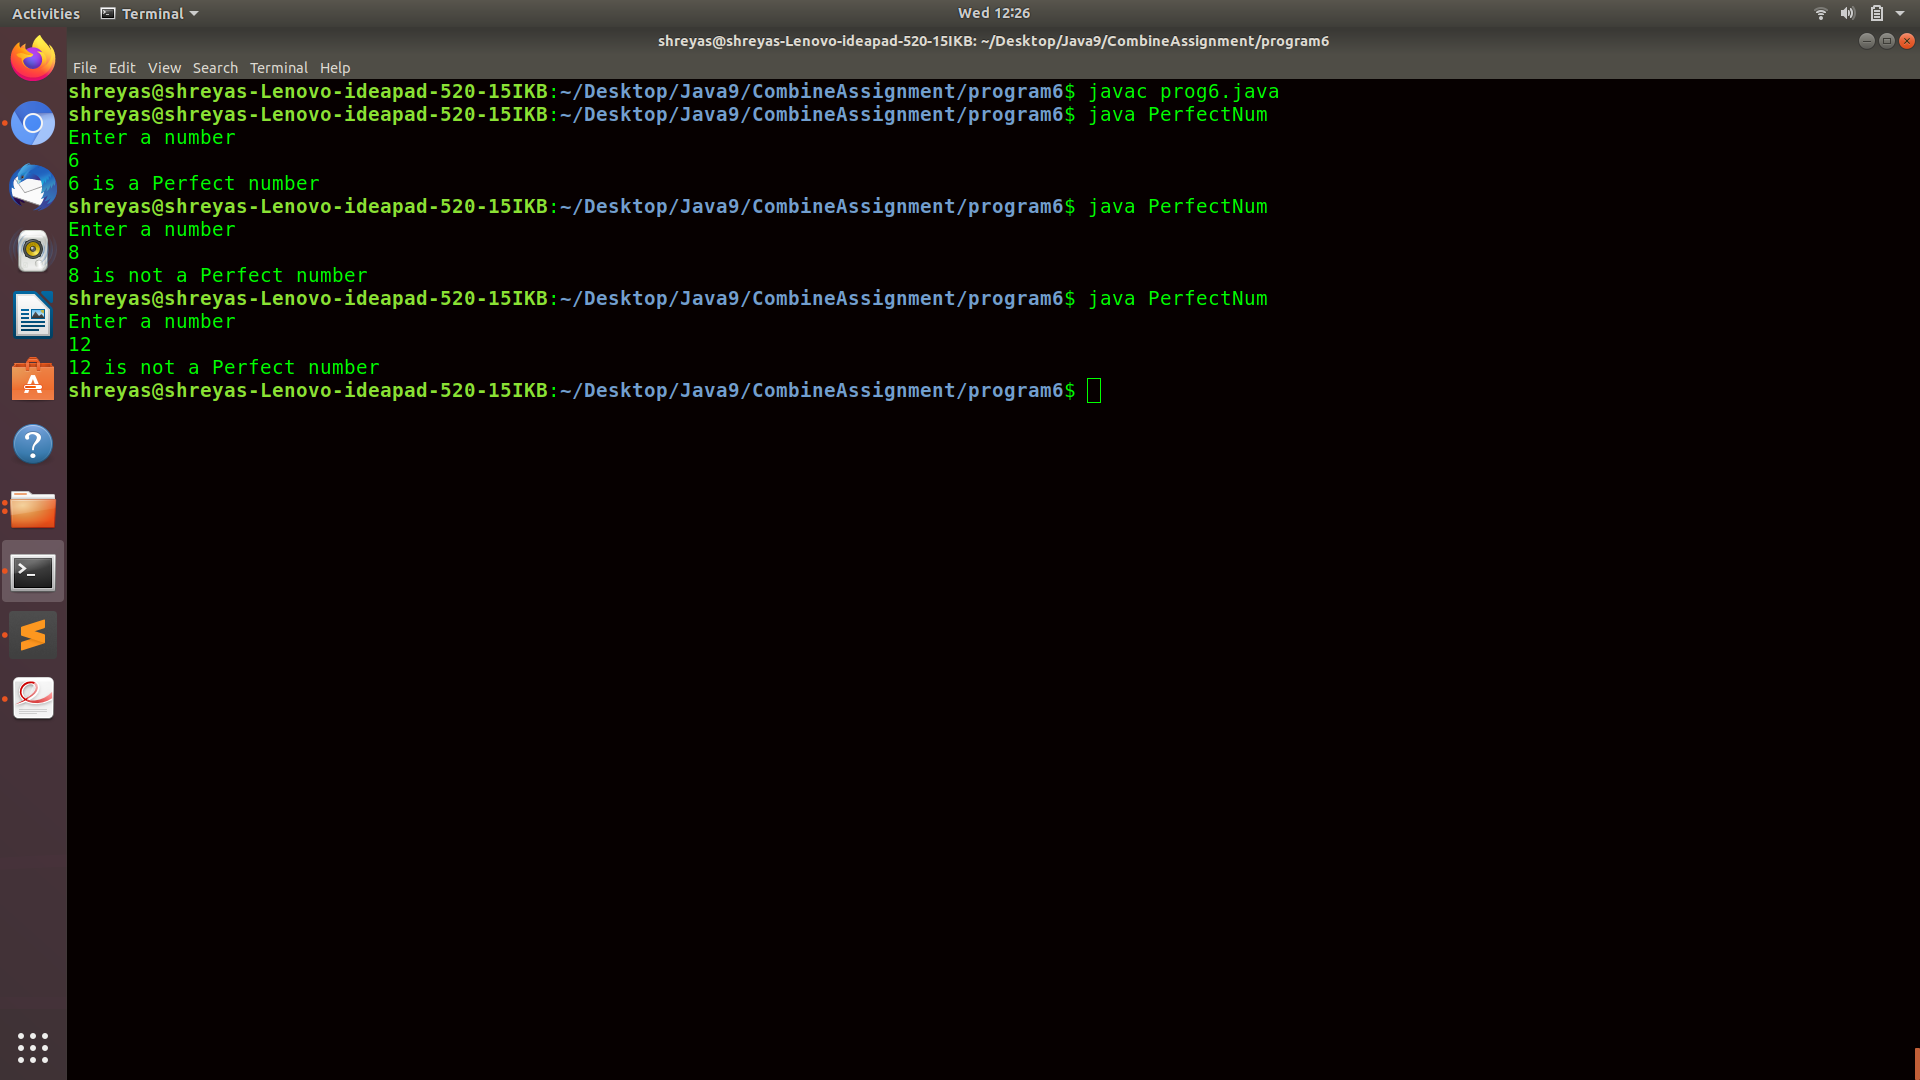 Activities Terminal Wed 12:26
shreyas@shreyas-Lenovo-ideapad-520-15IKB: ~/Desktop/Java9/CombineAssignment/program6
File Edit View Search Terminal Help
shreyas@shreyas-Lenovo-ideapad-520-15IKB:~/Desktop/Java9/CombineAssignment/program6$ javac prog6.java
shreyas@shreyas-Lenovo-ideapad-520-15IKB:~/Desktop/Java9/CombineAssignment/program6$ java PerfectNum
Enter a number
6
6 is a Perfect number
shreyas@shreyas-Lenovo-ideapad-520-15IKB:~/Desktop/Java9/CombineAssignment/program6$ java PerfectNum
Enter a number
8
8 is not a Perfect number
shreyas@shreyas-Lenovo-ideapad-520-15IKB:~/Desktop/Java9/CombineAssignment/program6$ java PerfectNum
Enter a number
12
12 is not a Perfect number
shreyas@shreyas-Lenovo-ideapad-520-15IKB:~/Desktop/Java9/CombineAssignment/program6$